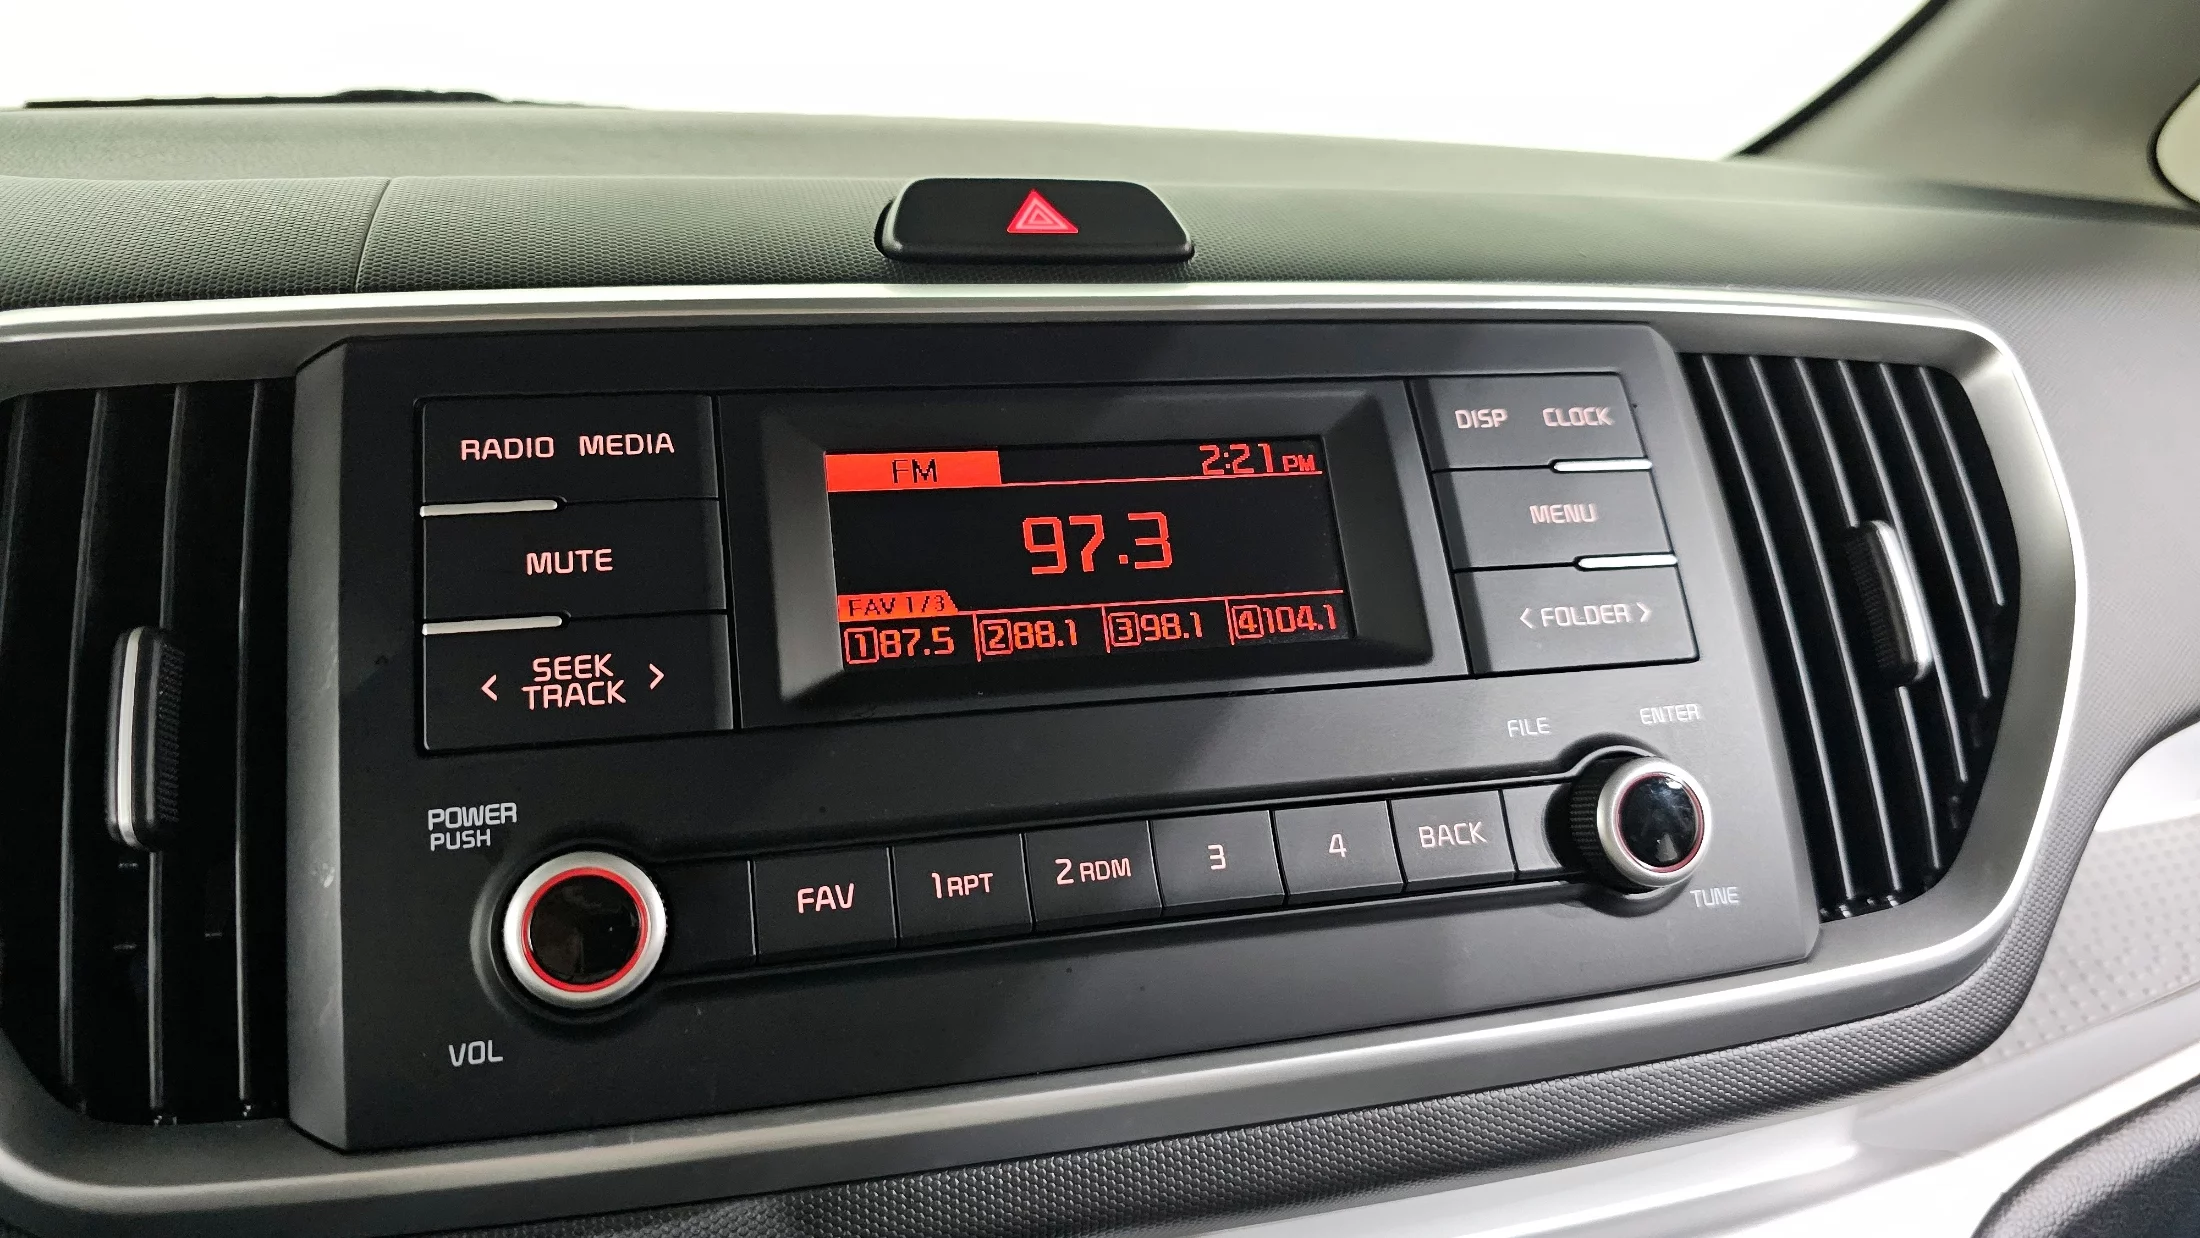 RADIO MEDIA
MUTE
< SEEK TRACK >
FM 2:21 PM
97.3
FAV 1/3
1 87.5 2 88.1 3 98.1 4 104.1
DISP CLOCK
MENU
< FOLDER >
FILE ENTER
POWER
PUSH
FAV 1 RPT 2 RDM 3 4 BACK
TUNE
VOL